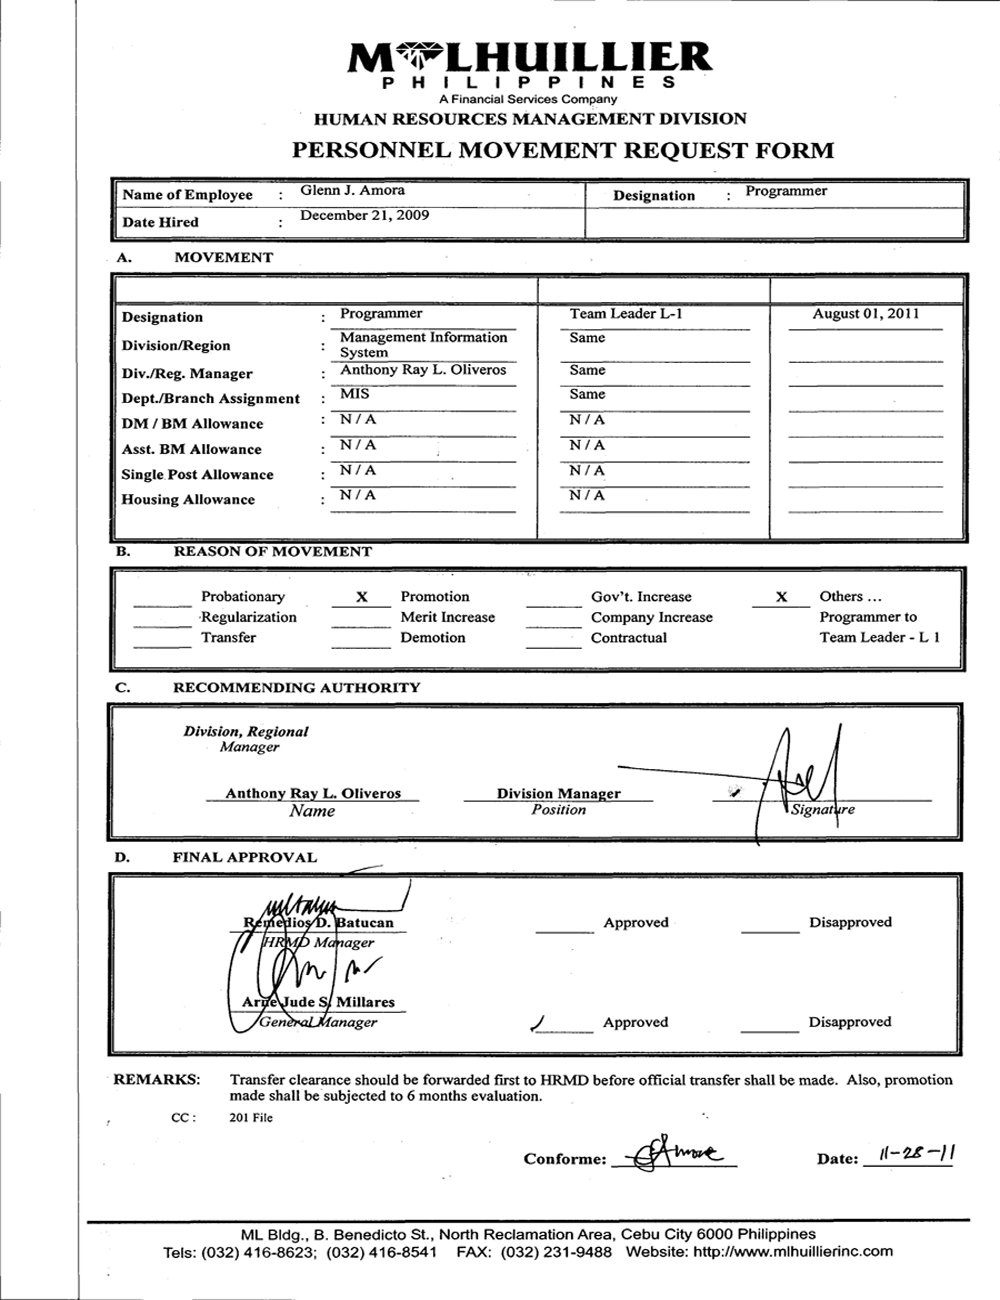 M LHUILLIER
PHILIPPINES
A Financial Services Company
HUMAN RESOURCES MANAGEMENT DIVISION
PERSONNEL MOVEMENT REQUEST FORM
Name of Employee : Glenn J. Amora Designation : Programmer
Date Hired : December 21, 2009
A. MOVEMENT
Designation : Programmer Team Leader L-1 August 01, 2011
Division/Region : Management Information System Same
Div./Reg. Manager : Anthony Ray L. Oliveros Same
Dept./Branch Assignment : MIS Same
DM / BM Allowance : N / A N / A
Asst. BM Allowance : N / A N / A
Single Post Allowance : N / A N / A
Housing Allowance : N / A N / A
B. REASON OF MOVEMENT
Probationary X Promotion Gov't. Increase X Others ...
Regularization Merit Increase Company Increase Programmer to
Transfer Demotion Contractual Team Leader - L 1
C. RECOMMENDING AUTHORITY
Division, Regional
Manager
Anthony Ray L. Oliveros Division Manager
Name Position Signature
D. FINAL APPROVAL
Remedios D. Batucan Approved Disapproved
HRMD Manager
Arne Jude S. Millares
General Manager Approved Disapproved
REMARKS: Transfer clearance should be forwarded first to HRMD before official transfer shall be made. Also, promotion
made shall be subjected to 6 months evaluation.
CC : 201 File
Conforme: Date: 11-28-11
ML Bldg., B. Benedicto St., North Reclamation Area, Cebu City 6000 Philippines
Tels: (032) 416-8623; (032) 416-8541 FAX: (032) 231-9488 Website: http://www.mlhuillierinc.com